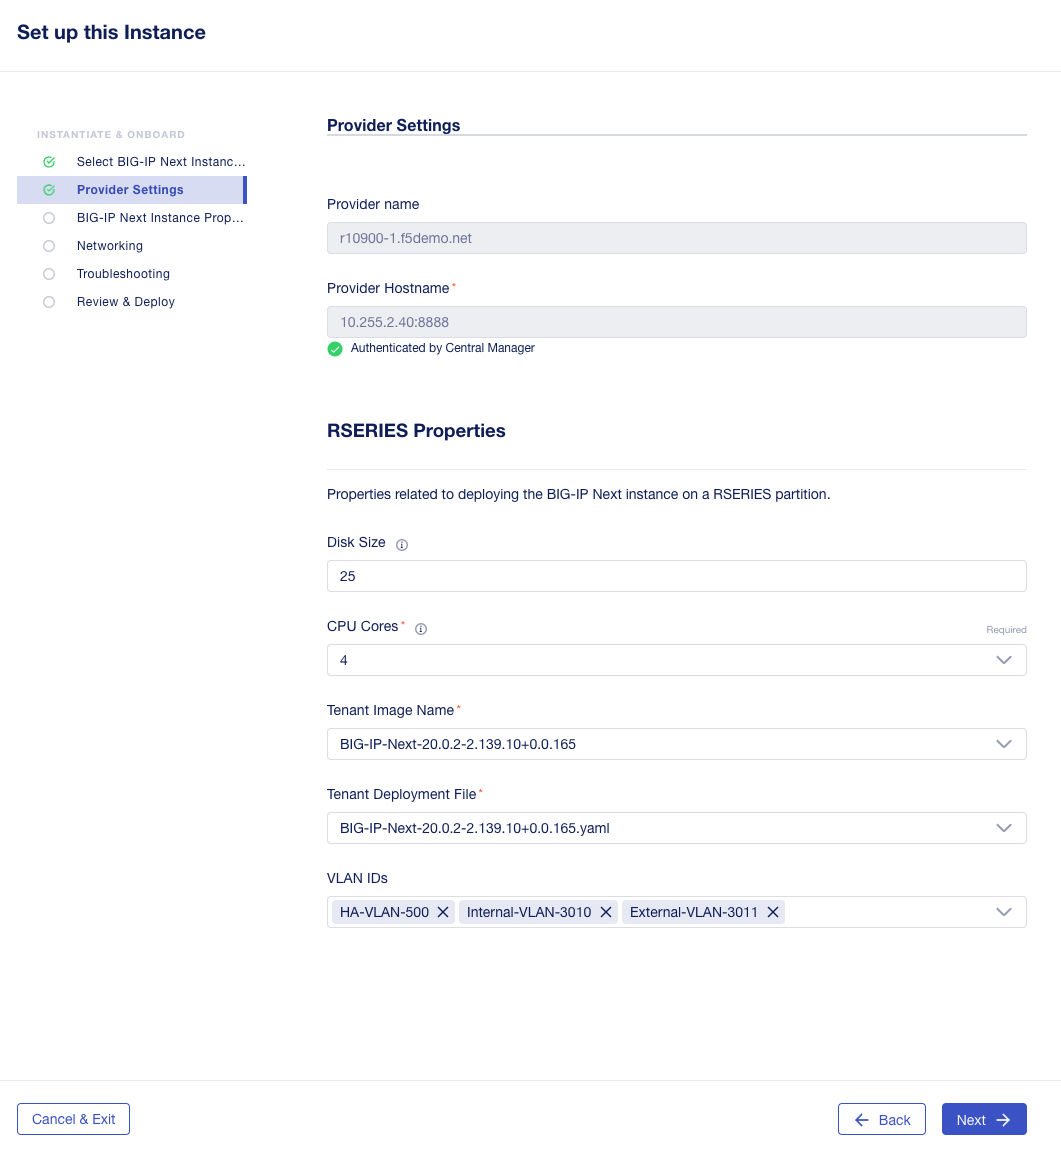 Set up this Instance
INSTANTIATE & ONBOARD
Select BIG-IP Next Instanc...
Provider Settings
BIG-IP Next Instance Prop...
Networking
Troubleshooting
Review & Deploy
Provider Settings
Provider name
r10900-1.f5demo.net
Provider Hostname*
10.255.2.40:8888
Authenticated by Central Manager
RSERIES Properties
Properties related to deploying the BIG-IP Next instance on a RSERIES partition.
Disk Size
25
CPU Cores*
Required
4
Tenant Image Name*
BIG-IP-Next-20.0.2-2.139.10+0.0.165
Tenant Deployment File*
BIG-IP-Next-20.0.2-2.139.10+0.0.165.yaml
VLAN IDs
HA-VLAN-500 Internal-VLAN-3010 External-VLAN-3011
Cancel & Exit
Back
Next